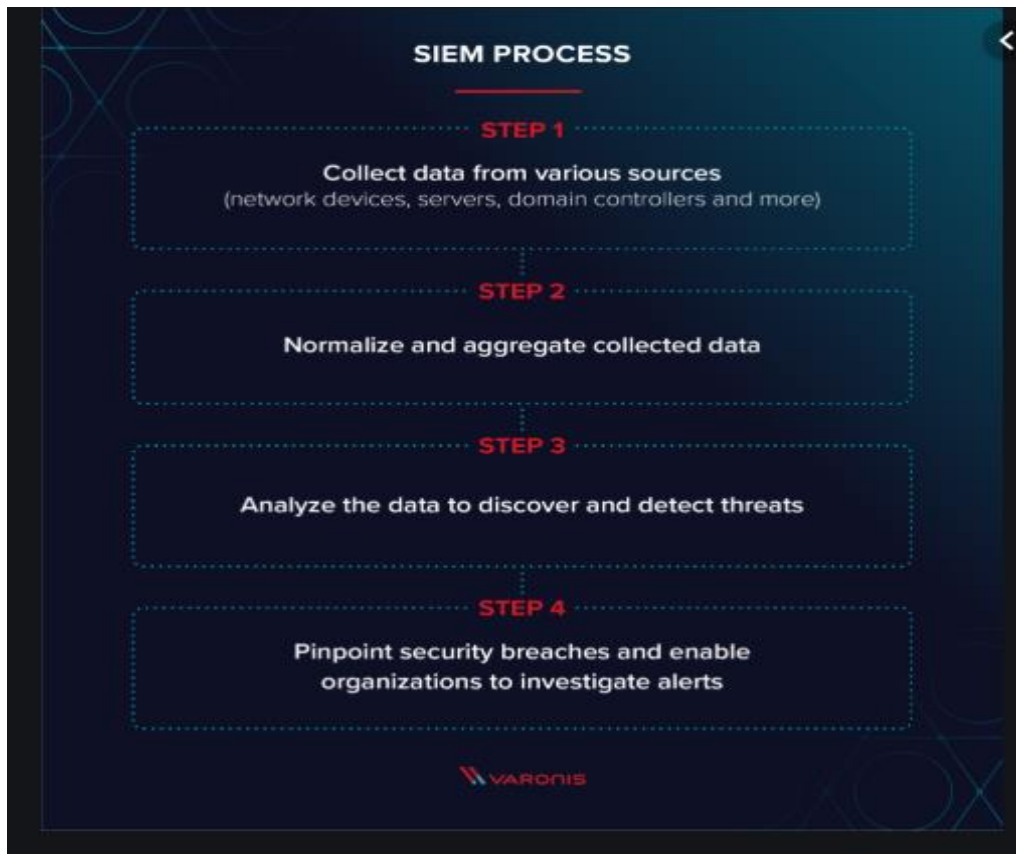 SIEM PROCESS
STEP 1
Collect data from various sources
(network devices, servers, domain controllers and more)
STEP 2
Normalize and aggregate collected data
STEP 3
Analyze the data to discover and detect threats
STEP 4
Pinpoint security breaches and enable
organizations to investigate alerts
VARONIS